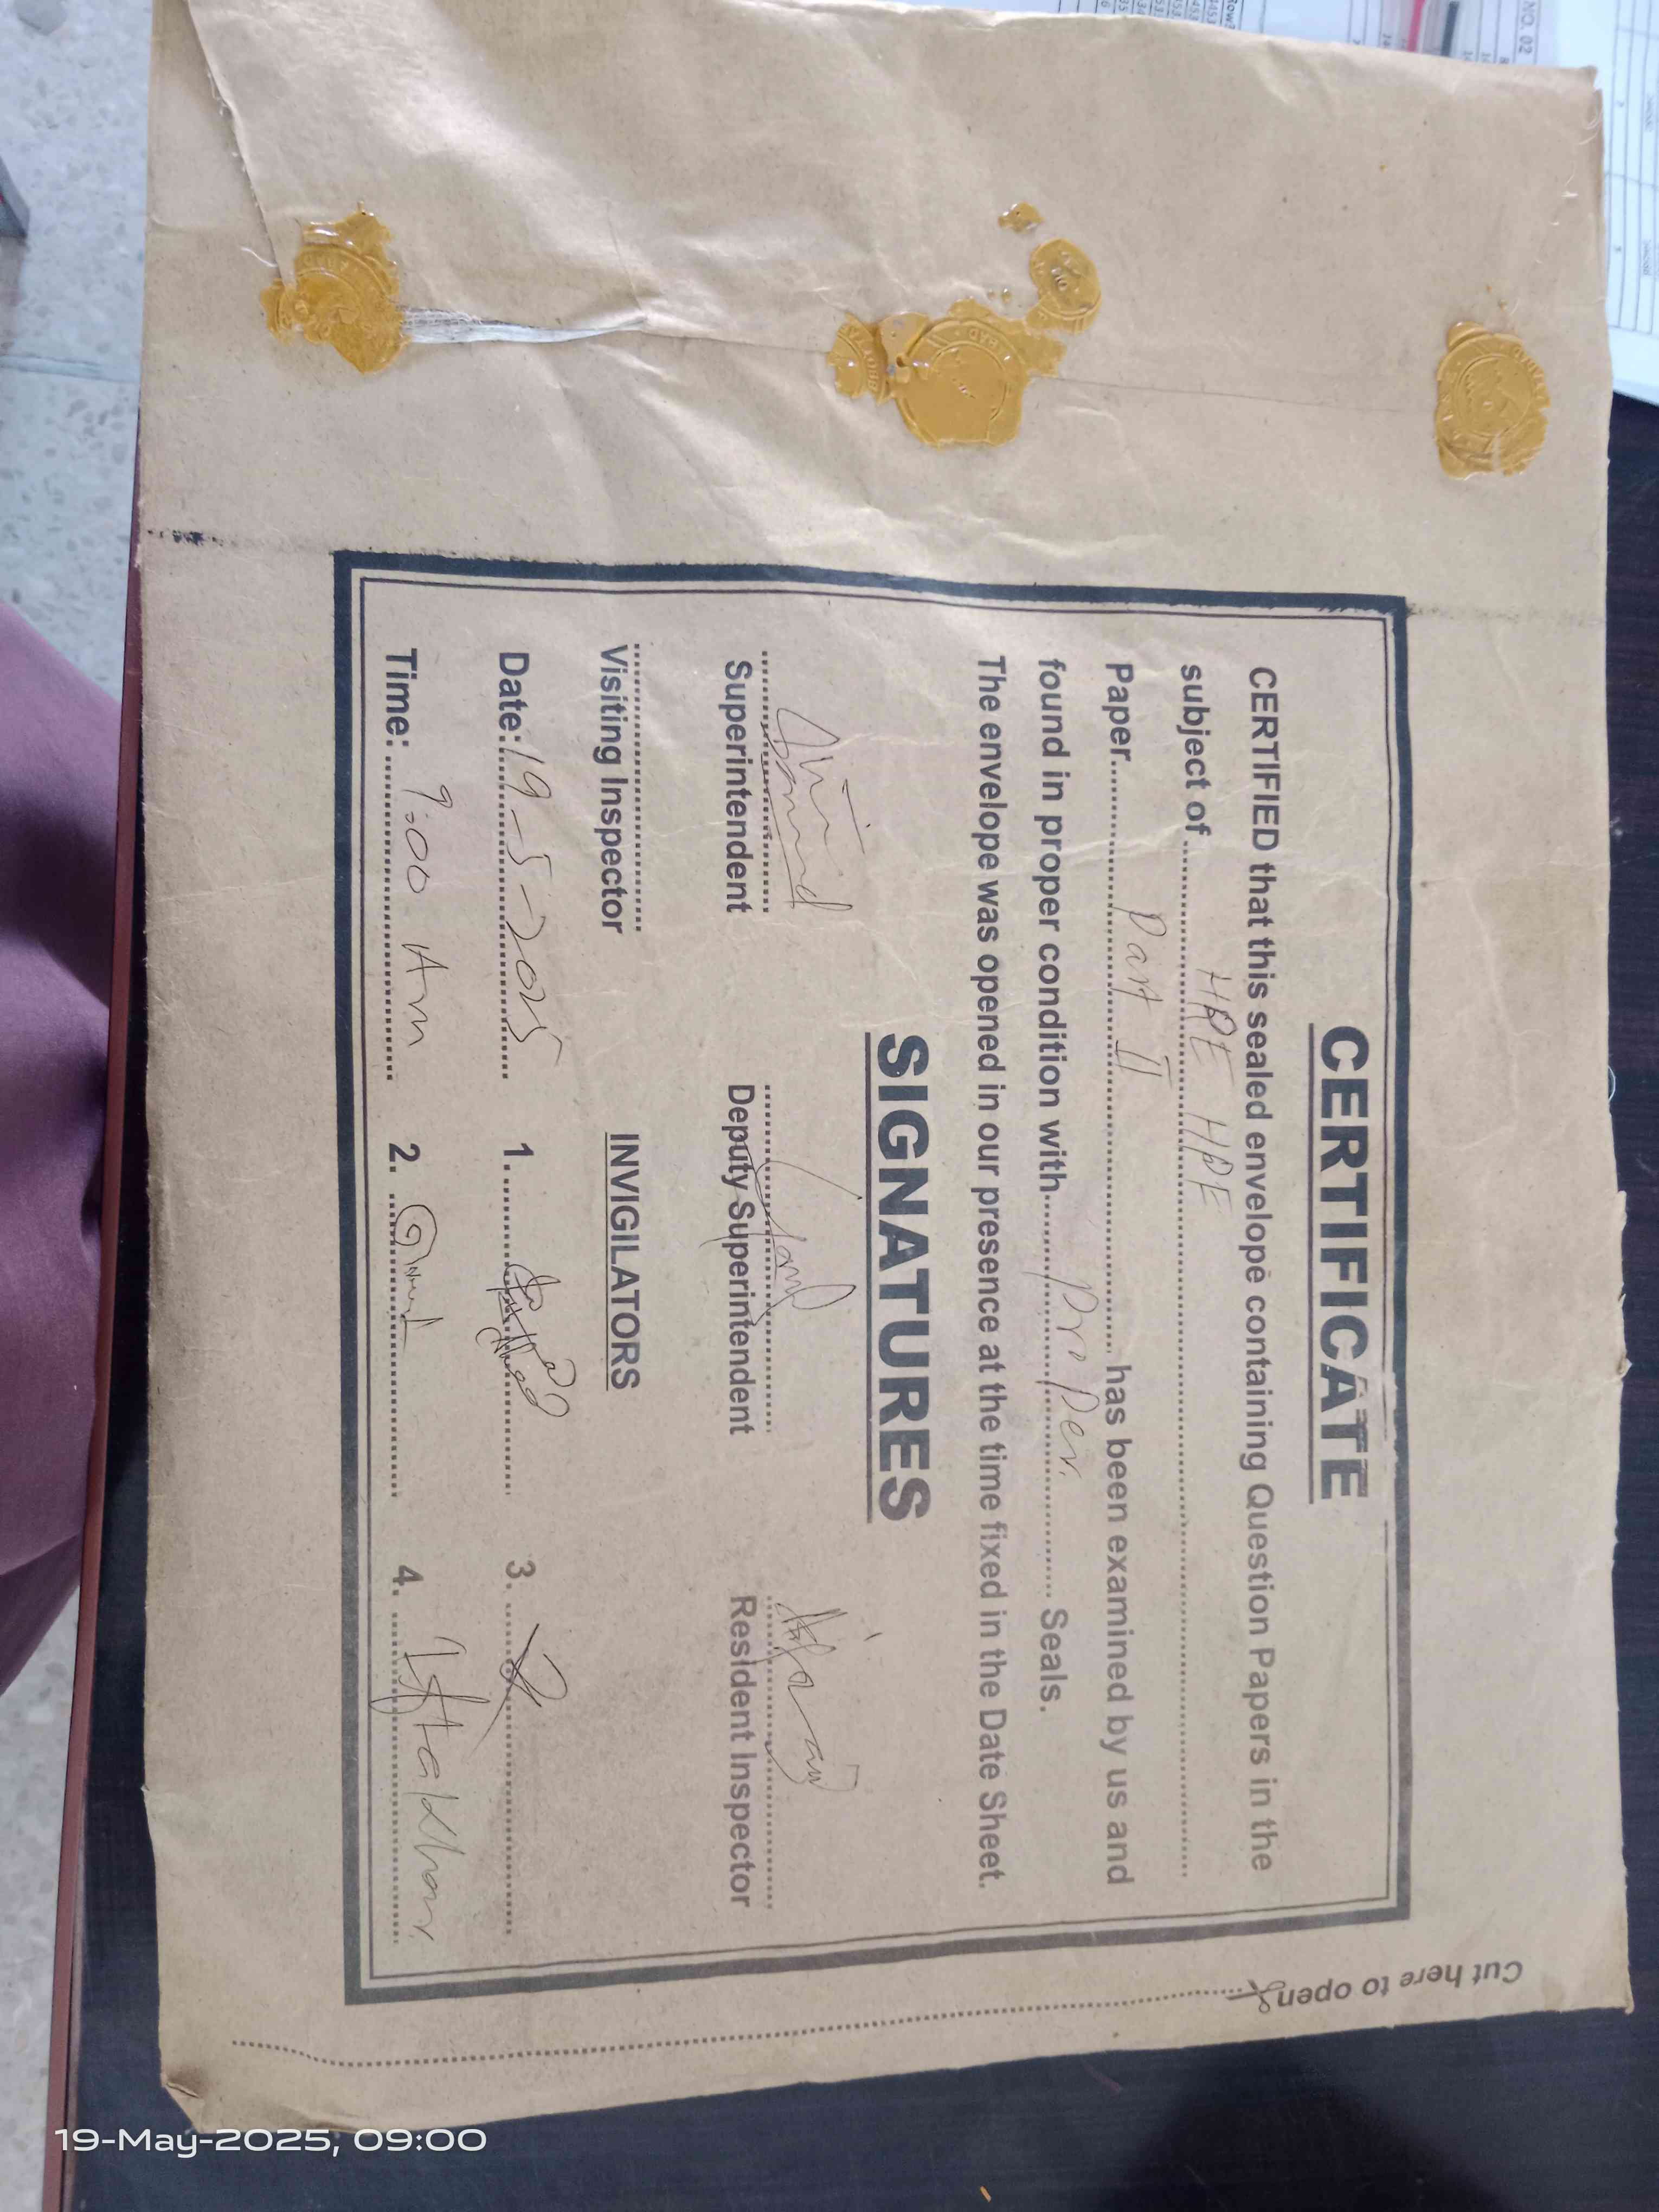 CERTIFICATE
CERTIFIED that this sealed envelope containing Question Papers in the
subject of HPE HPE
Paper Part II has been examined by us and
found in proper condition with Proper. Seals.
The envelope was opened in our presence at the time fixed in the Date Sheet.
SIGNATURES
Superintendent Deputy Superintendent Resident Inspector
Visiting Inspector INVIGILATORS
Date: 19-5-2025 1. 3.
Time: 9:00 Am 2. 4.
Cut here to open
NO. 02
19-May-2025, 09:00